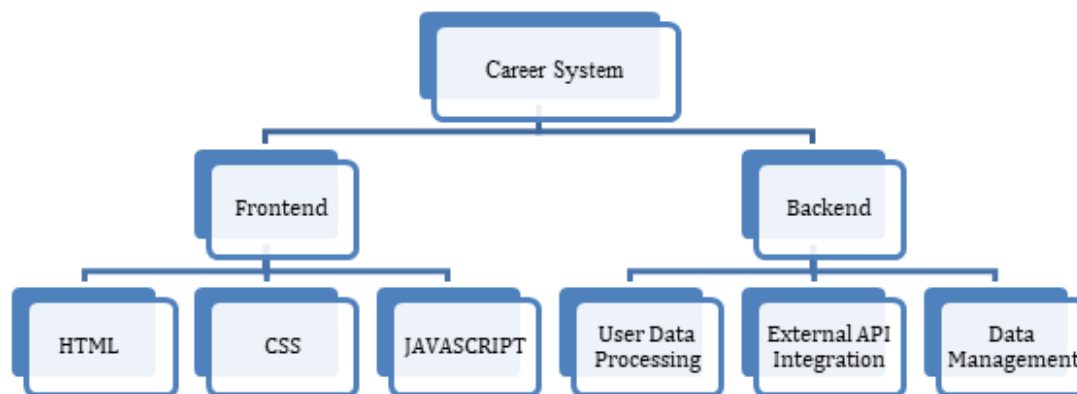 Career System
Frontend
Backend
HTML
CSS
JAVASCRIPT
User Data
Processing
External API
Integration
Data
Management